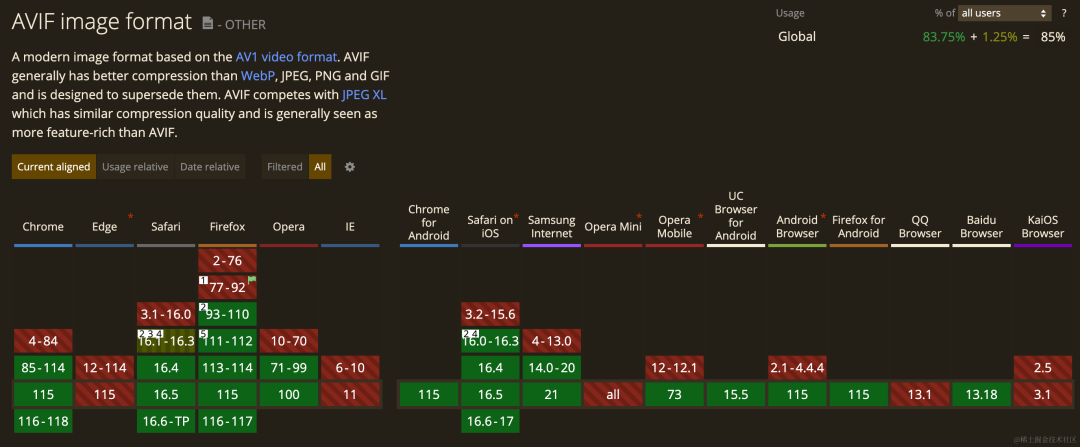 AVIF image format - OTHER
Usage % of all users ?
Global 83.75% + 1.25% = 85%
A modern image format based on the AV1 video format. AVIF
generally has better compression than WebP, JPEG, PNG and GIF
and is designed to supersede them. AVIF competes with JPEG XL
which has similar compression quality and is generally seen as
more feature-rich than AVIF.
Current aligned Usage relative Date relative Filtered All
Chrome Edge * Safari Firefox Opera IE
Chrome for Android
Safari on iOS *
Samsung Internet
Opera Mini *
Opera Mobile *
UC Browser for Android
Android Browser *
Firefox for Android
QQ Browser
Baidu Browser
KaiOS Browser
2-76
1 77-92
3.1-16.0 2 93-110 3.2-15.6
4-84 2 3 4 16.1-16.3 5 111-112 10-70 2 4 16.0-16.3 4-13.0
85-114 12-114 16.4 113-114 71-99 6-10 16.4 14.0-20 12-12.1 2.1-4.4.4 2.5
115 115 16.5 115 100 11 115 16.5 21 all 73 15.5 115 115 13.1 13.18 3.1
116-118 16.6-TP 116-117 16.6-17
@稀土掘金技术社区